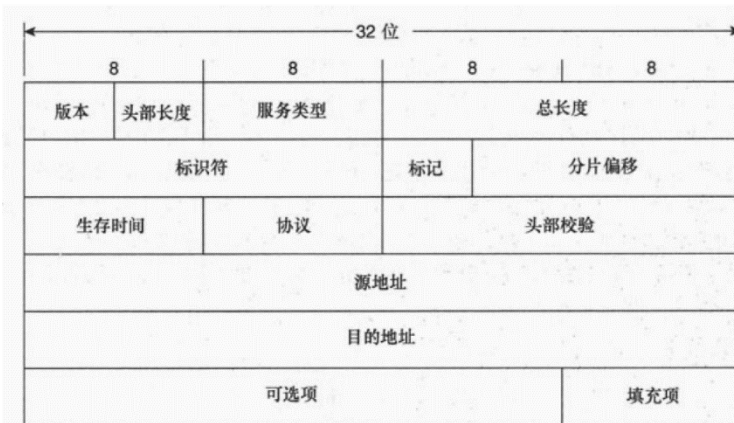 32 位
8 8 8 8
版本 头部长度 服务类型 总长度
标识符 标记 分片偏移
生存时间 协议 头部校验
源地址
目的地址
可选项 填充项